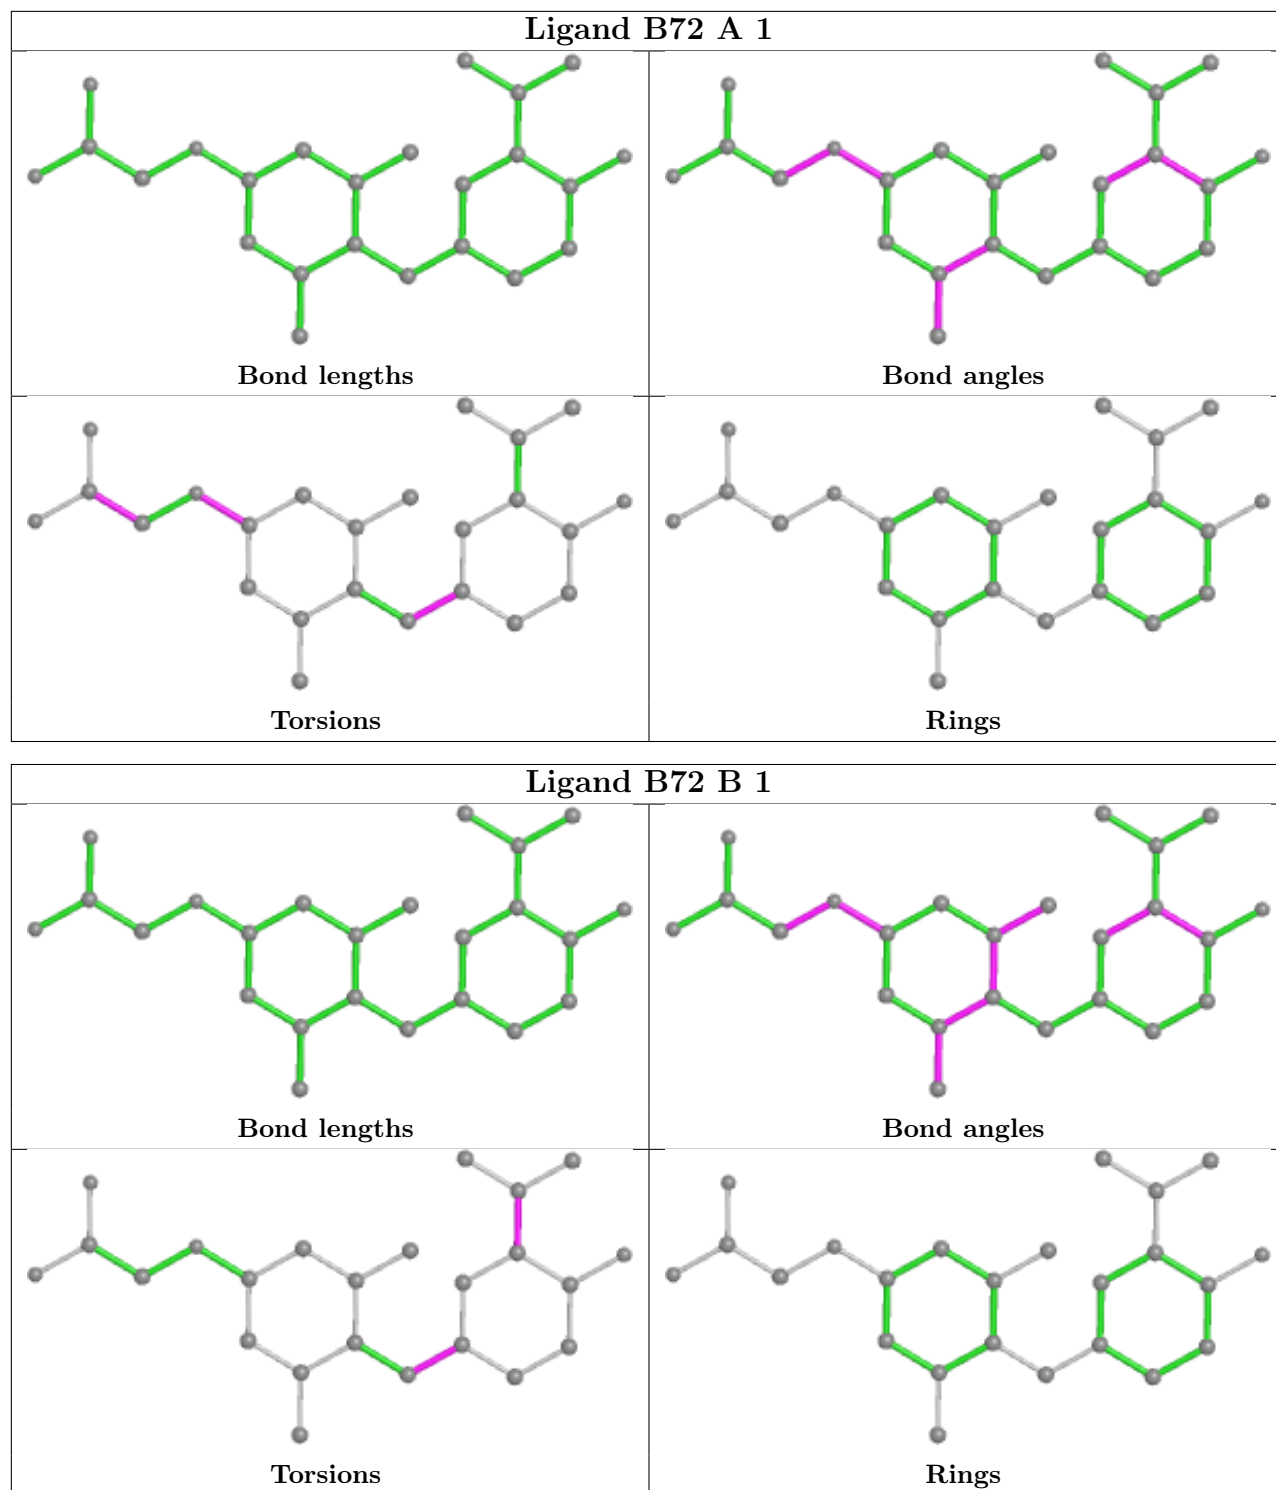 Ligand B72 A 1
Bond lengths
Bond angles
Torsions
Rings
Ligand B72 B 1
Bond lengths
Bond angles
Torsions
Rings